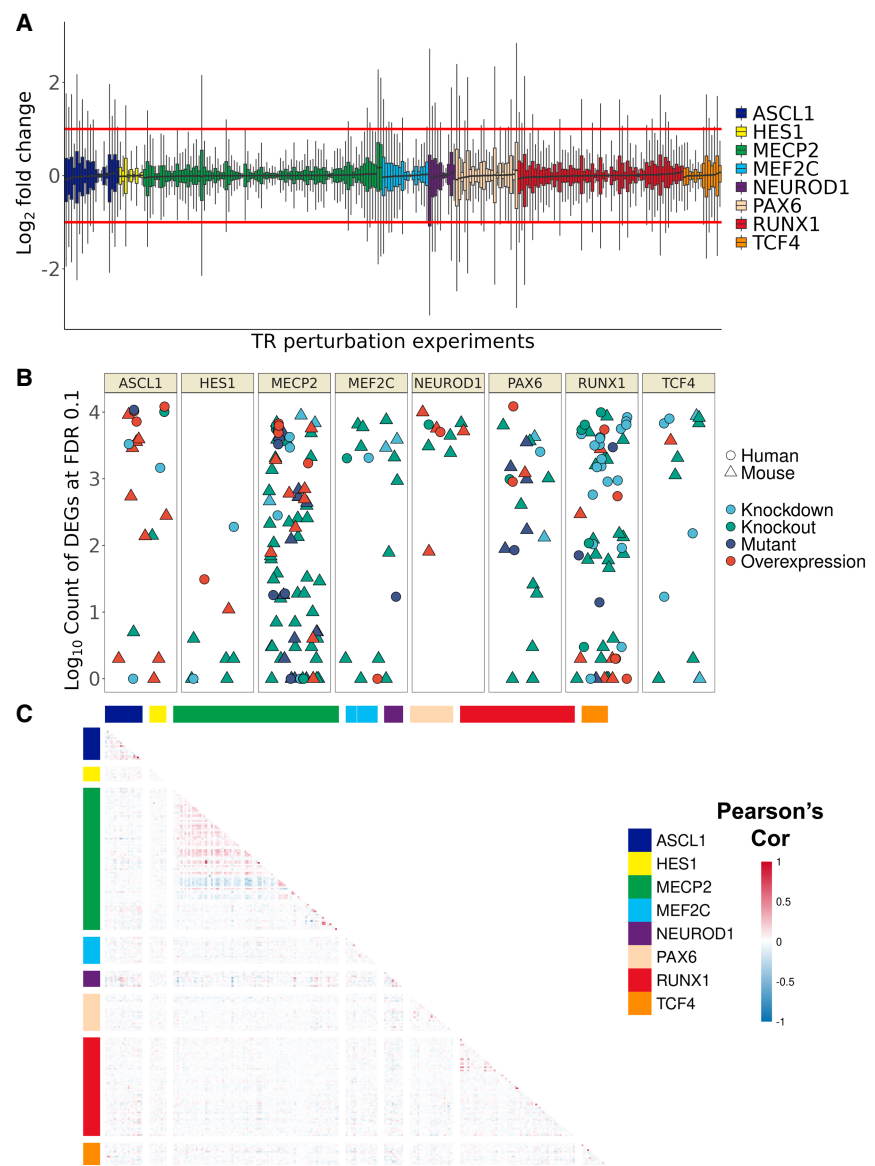 A
Log2 fold change
2
0
-2
TR perturbation experiments
ASCL1
HES1
MECP2
MEF2C
NEUROD1
PAX6
RUNX1
TCF4
B
ASCL1 HES1 MECP2 MEF2C NEUROD1 PAX6 RUNX1 TCF4
Log10 Count of DEGs at FDR 0.1
4
3
2
1
0
Human
Mouse
Knockdown
Knockout
Mutant
Overexpression
C
ASCL1
HES1
MECP2
MEF2C
NEUROD1
PAX6
RUNX1
TCF4
Pearson’s
Cor
1
0.5
0
-0.5
-1